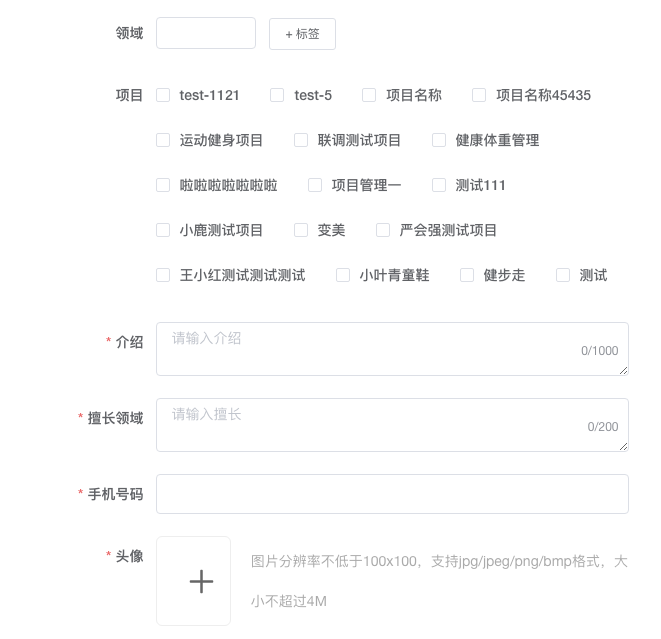 领域 + 标签
项目 test-1121 test-5 项目名称 项目名称45435
运动健身项目 联调测试项目 健康体重管理
啦啦啦啦啦啦啦 项目管理一 测试111
小鹿测试项目 变美 严会强测试项目
王小红测试测试测试 小叶青童鞋 健步走 测试
* 介绍 请输入介绍
0/1000
* 擅长领域 请输入擅长
0/200
* 手机号码
* 头像 图片分辨率不低于100x100，支持jpg/jpeg/png/bmp格式，大
小不超过4M